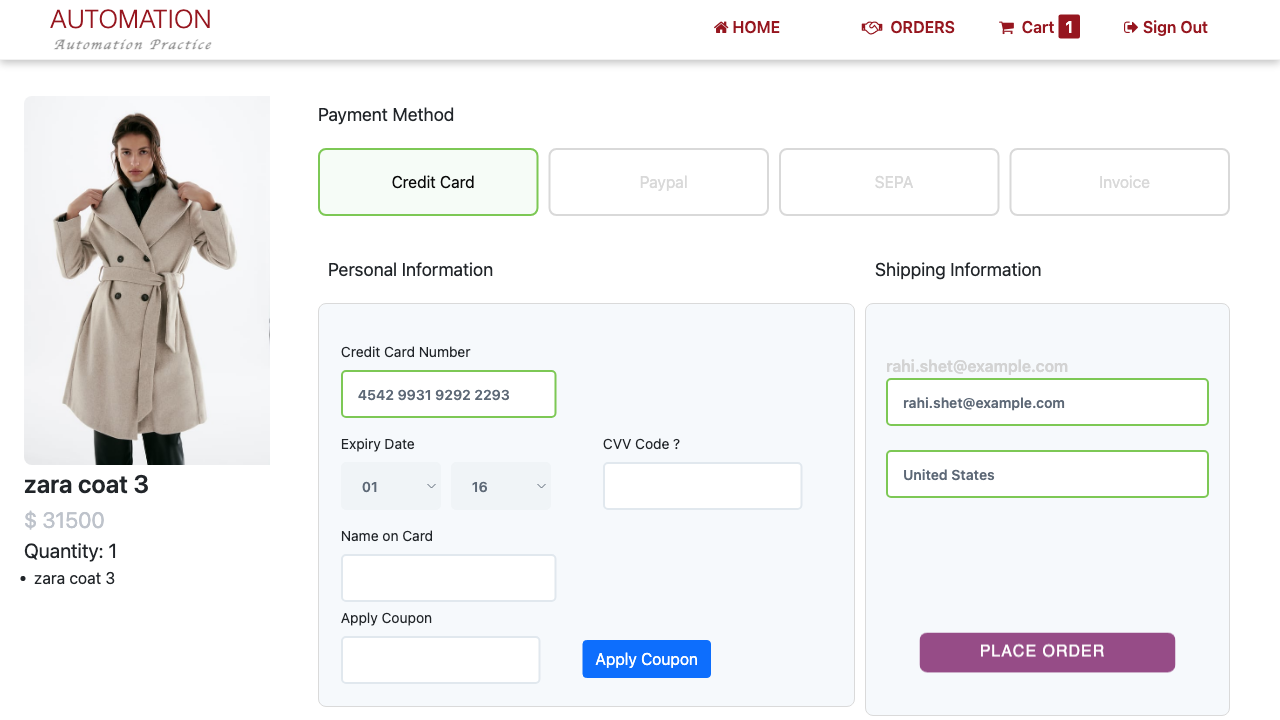 AUTOMATION
Automation Practice
HOME
ORDERS
Cart 1
Sign Out
Payment Method
Credit Card
Paypal
SEPA
Invoice
zara coat 3
$ 31500
Quantity: 1
• zara coat 3
Personal Information
Credit Card Number
4542 9931 9292 2293
Expiry Date
CVV Code ?
01
16
Name on Card
Apply Coupon
Apply Coupon
Shipping Information
rahi.shet@example.com
rahi.shet@example.com
United States
PLACE ORDER